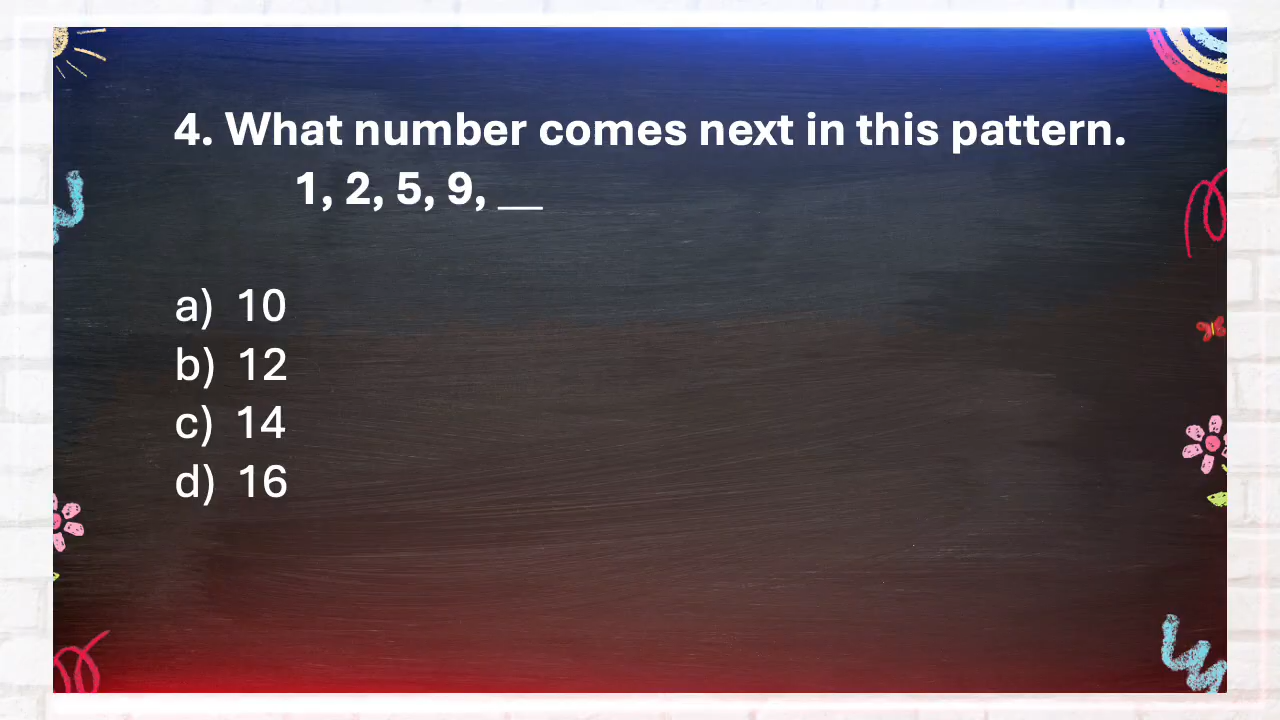 4. What number comes next in this pattern.
1, 2, 5, 9, __
a) 10
b) 12
c) 14
d) 16